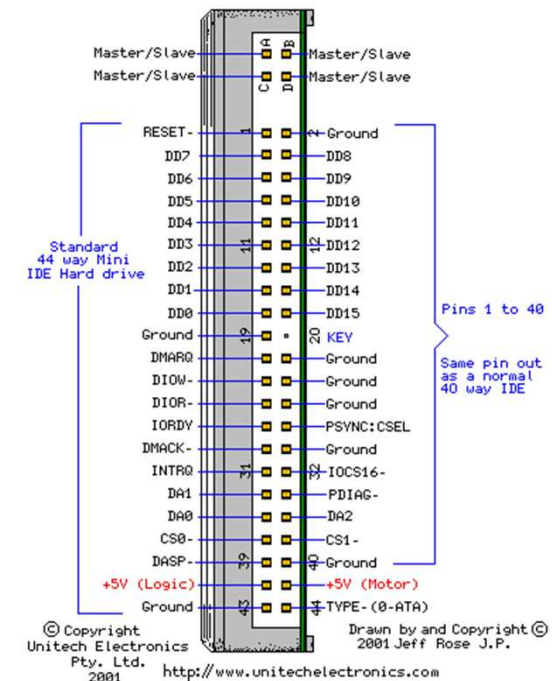 Master/Slave A B Master/Slave
Master/Slave C D Master/Slave
RESET- 1 2 Ground
DD7 DD8
DD6 DD9
DD5 DD10
DD4 DD11
DD3 11 12 DD12
DD2 DD13
DD1 DD14
DD0 DD15
Ground 19 20 KEY
DMARQ Ground
DIOW- Ground
DIOR- Ground
IORDY PSYNC:CSEL
DMACK- Ground
INTRQ 31 32 IOCS16-
DA1 PDIAG-
DA0 DA2
CS0- CS1-
DASP- 39 40 Ground
+5V (Logic) +5V (Motor)
Ground 43 44 TYPE-(0-ATA)
Standard
44 way Mini
IDE Hard drive
Pins 1 to 40
Same pin out
as a normal
40 way IDE
© Copyright
Unitech Electronics
Pty. Ltd.
2001
http://www.unitechelectronics.com
Drawn by and Copyright ©
2001 Jeff Rose J.P.